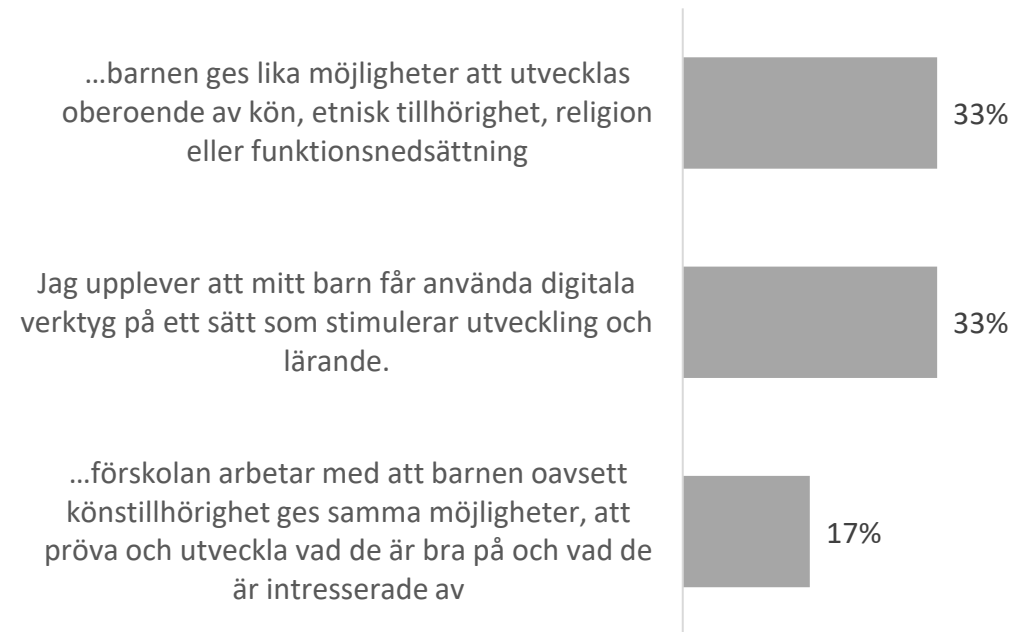 ...barnen ges lika möjligheter att utvecklas
oberoende av kön, etnisk tillhörighet, religion
eller funktionsnedsättning
33%
Jag upplever att mitt barn får använda digitala
verktyg på ett sätt som stimulerar utveckling och
lärande.
33%
...förskolan arbetar med att barnen oavsett
könstillhörighet ges samma möjligheter, att
pröva och utveckla vad de är bra på och vad de
är intresserade av
17%